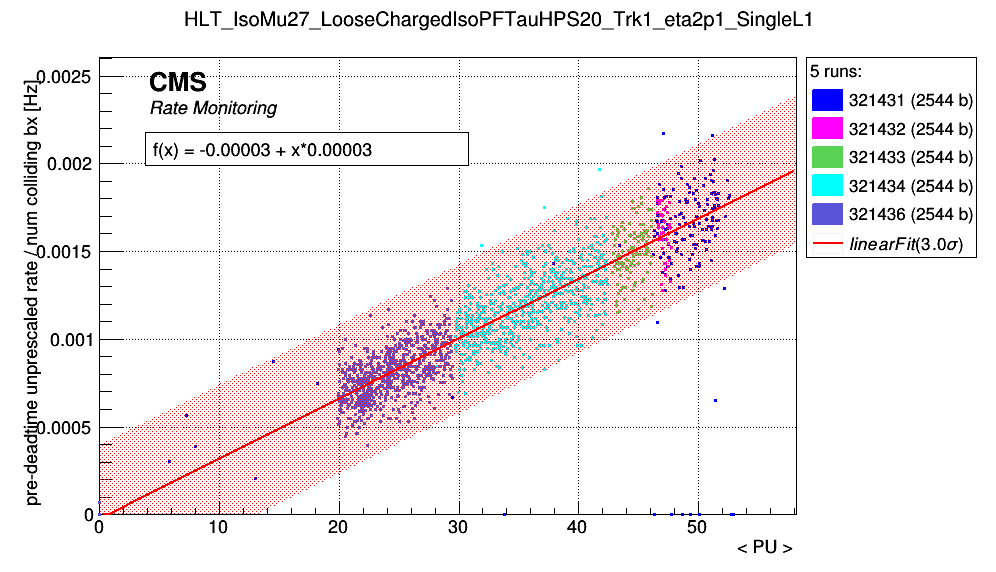 HLT_IsoMu27_LooseChargedIsoPFTauHPS20_Trk1_eta2p1_SingleL1
pre-deadtime unprescaled rate / num colliding bx [Hz]
0.0025
0.002
0.0015
0.001
0.0005
0
CMS
Rate Monitoring
f(x) = -0.00003 + x*0.00003
0
10
20
30
40
50
< PU >
5 runs:
321431 (2544 b)
321432 (2544 b)
321433 (2544 b)
321434 (2544 b)
321436 (2544 b)
linearFit(3.0σ)